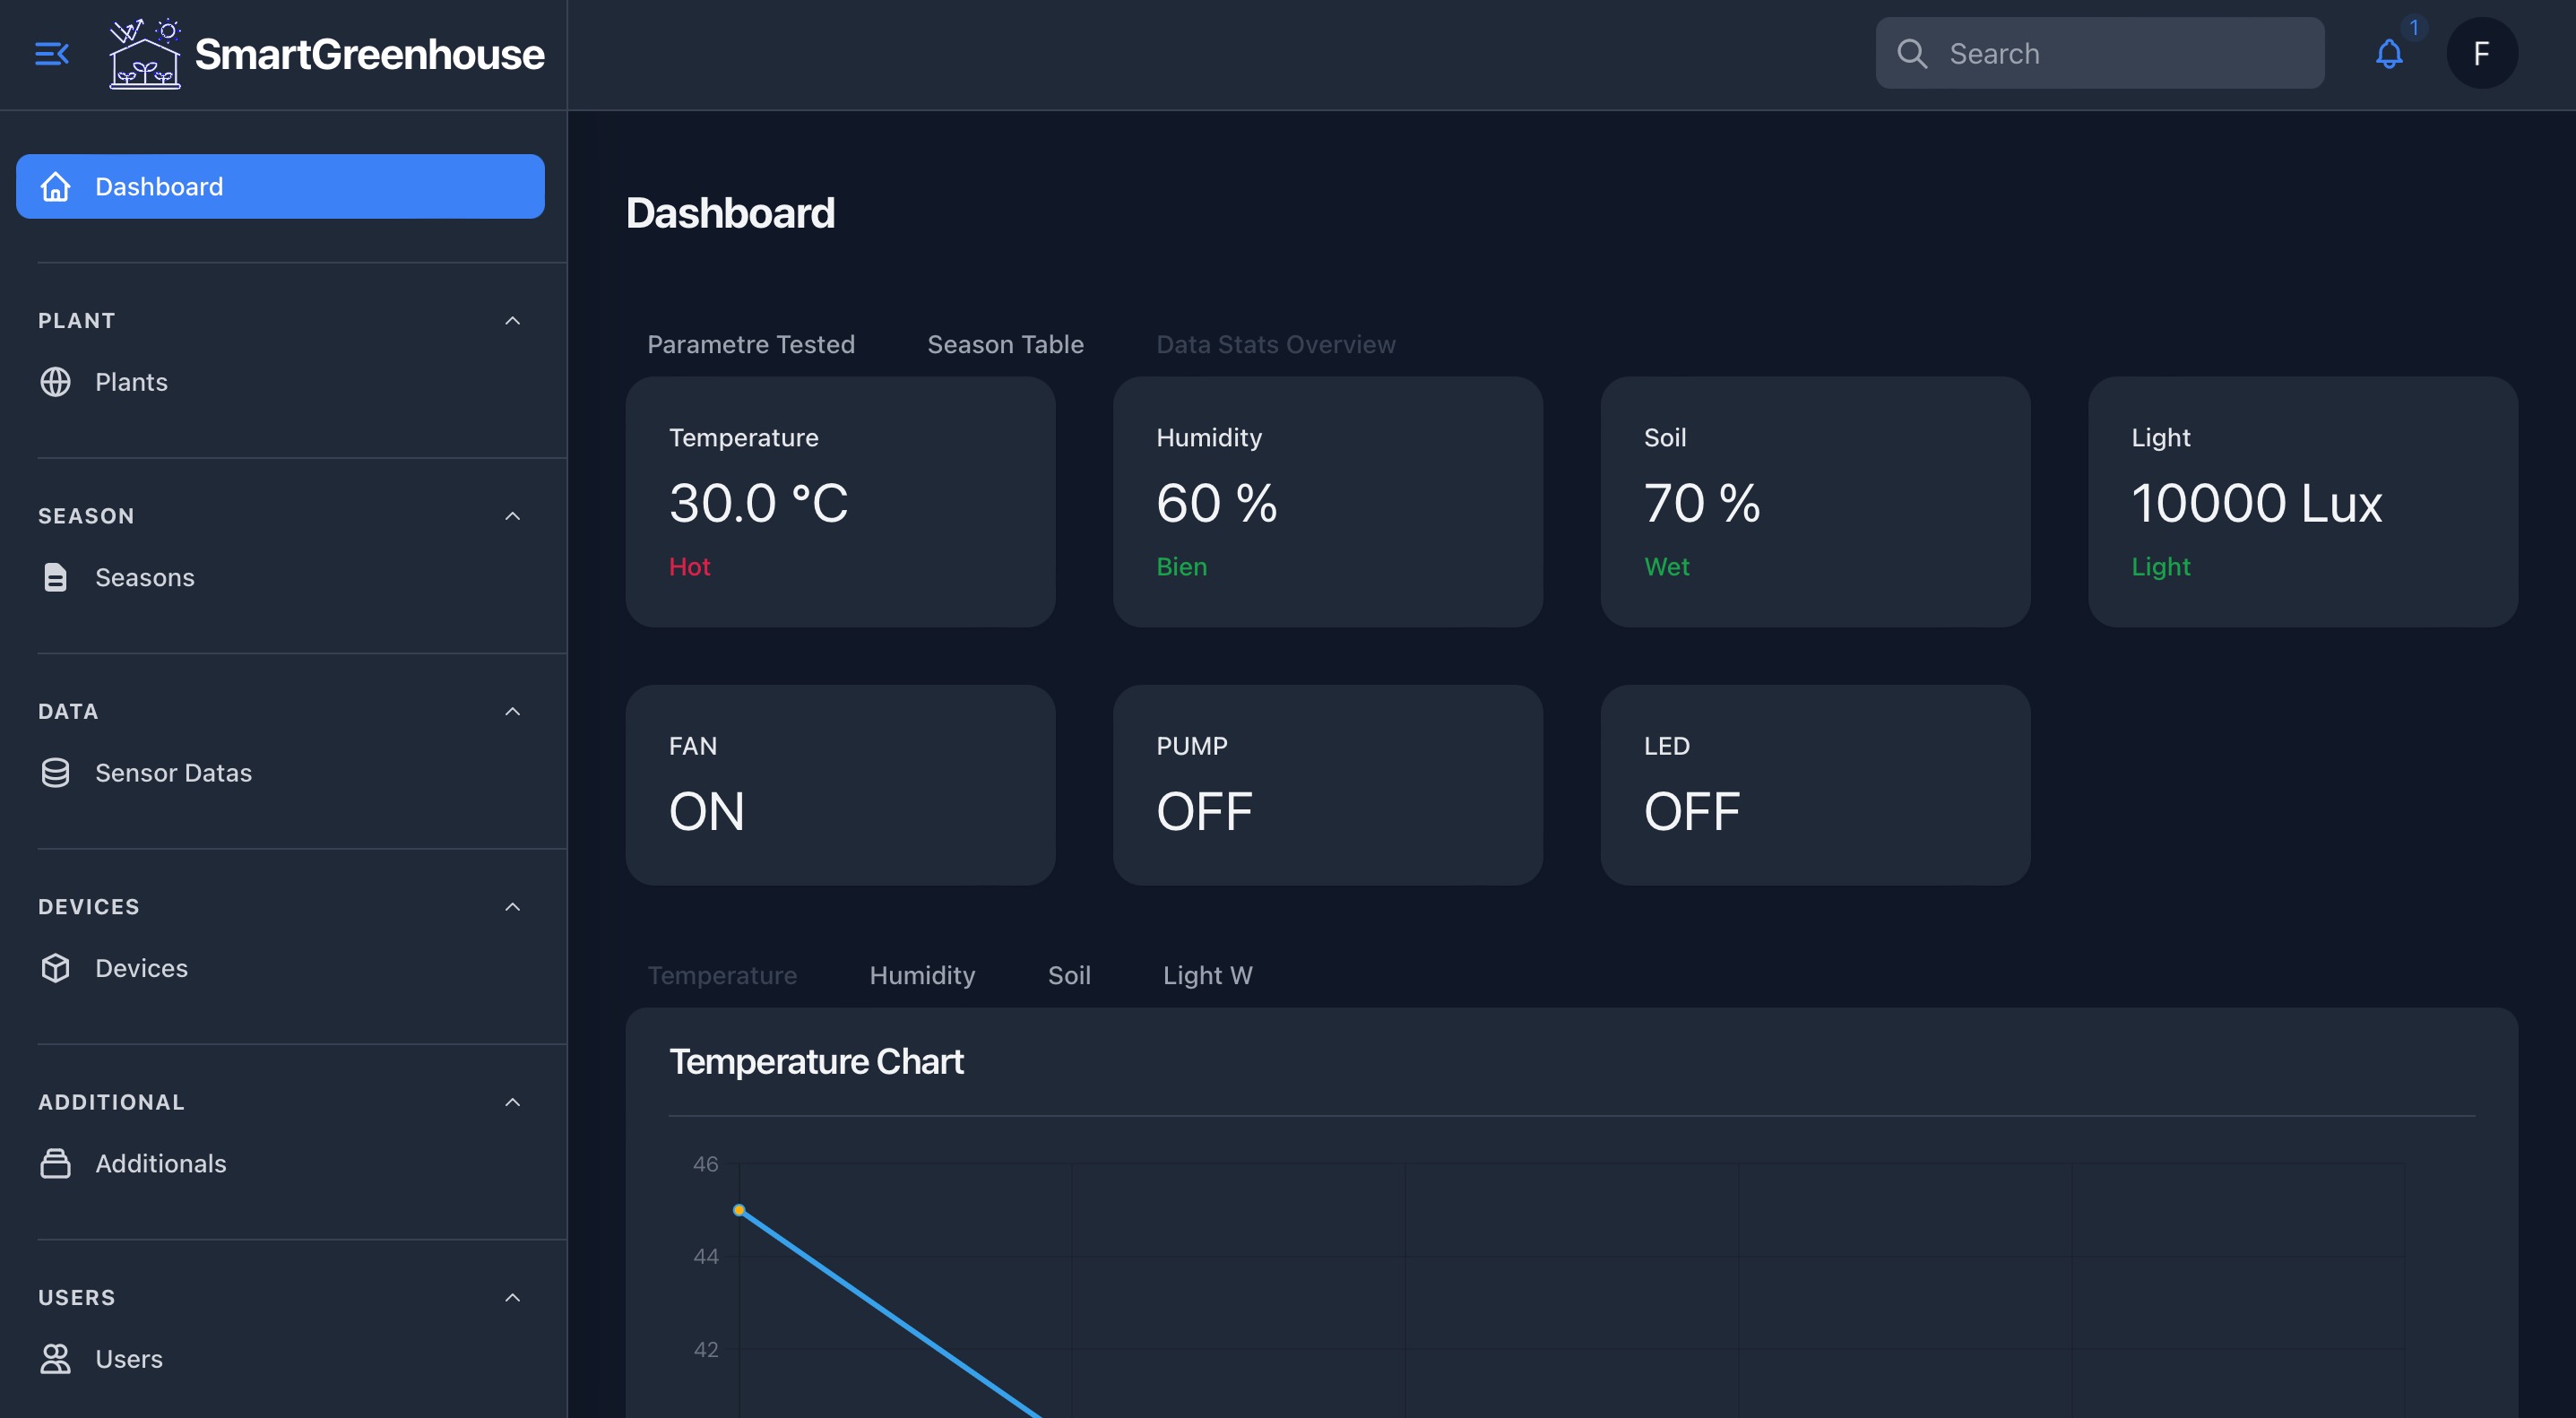 SmartGreenhouse
Search
1
F
Dashboard
PLANT
Plants
SEASON
Seasons
DATA
Sensor Datas
DEVICES
Devices
ADDITIONAL
Additionals
USERS
Users
Dashboard
Parametre Tested Season Table Data Stats Overview
Temperature
30.0 °C
Hot
Humidity
60 %
Bien
Soil
70 %
Wet
Light
10000 Lux
Light
FAN
ON
PUMP
OFF
LED
OFF
Temperature Humidity Soil Light W
Temperature Chart
46
44
42